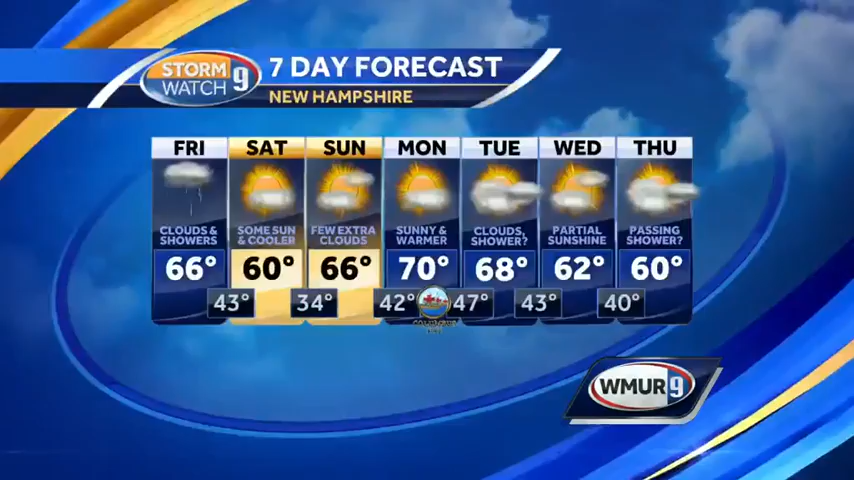 STORM
WATCH 9
7 DAY FORECAST
NEW HAMPSHIRE
FRI SAT SUN MON TUE WED THU
CLOUDS & SHOWERS
SOME SUN & COOLER
FEW EXTRA CLOUDS
SUNNY & WARMER
CLOUDS, SHOWER?
PARTIAL SUNSHINE
PASSING SHOWER?
66° 60° 66° 70° 68° 62° 60°
43° 34° 42° 47° 43° 40°
WMUR 9